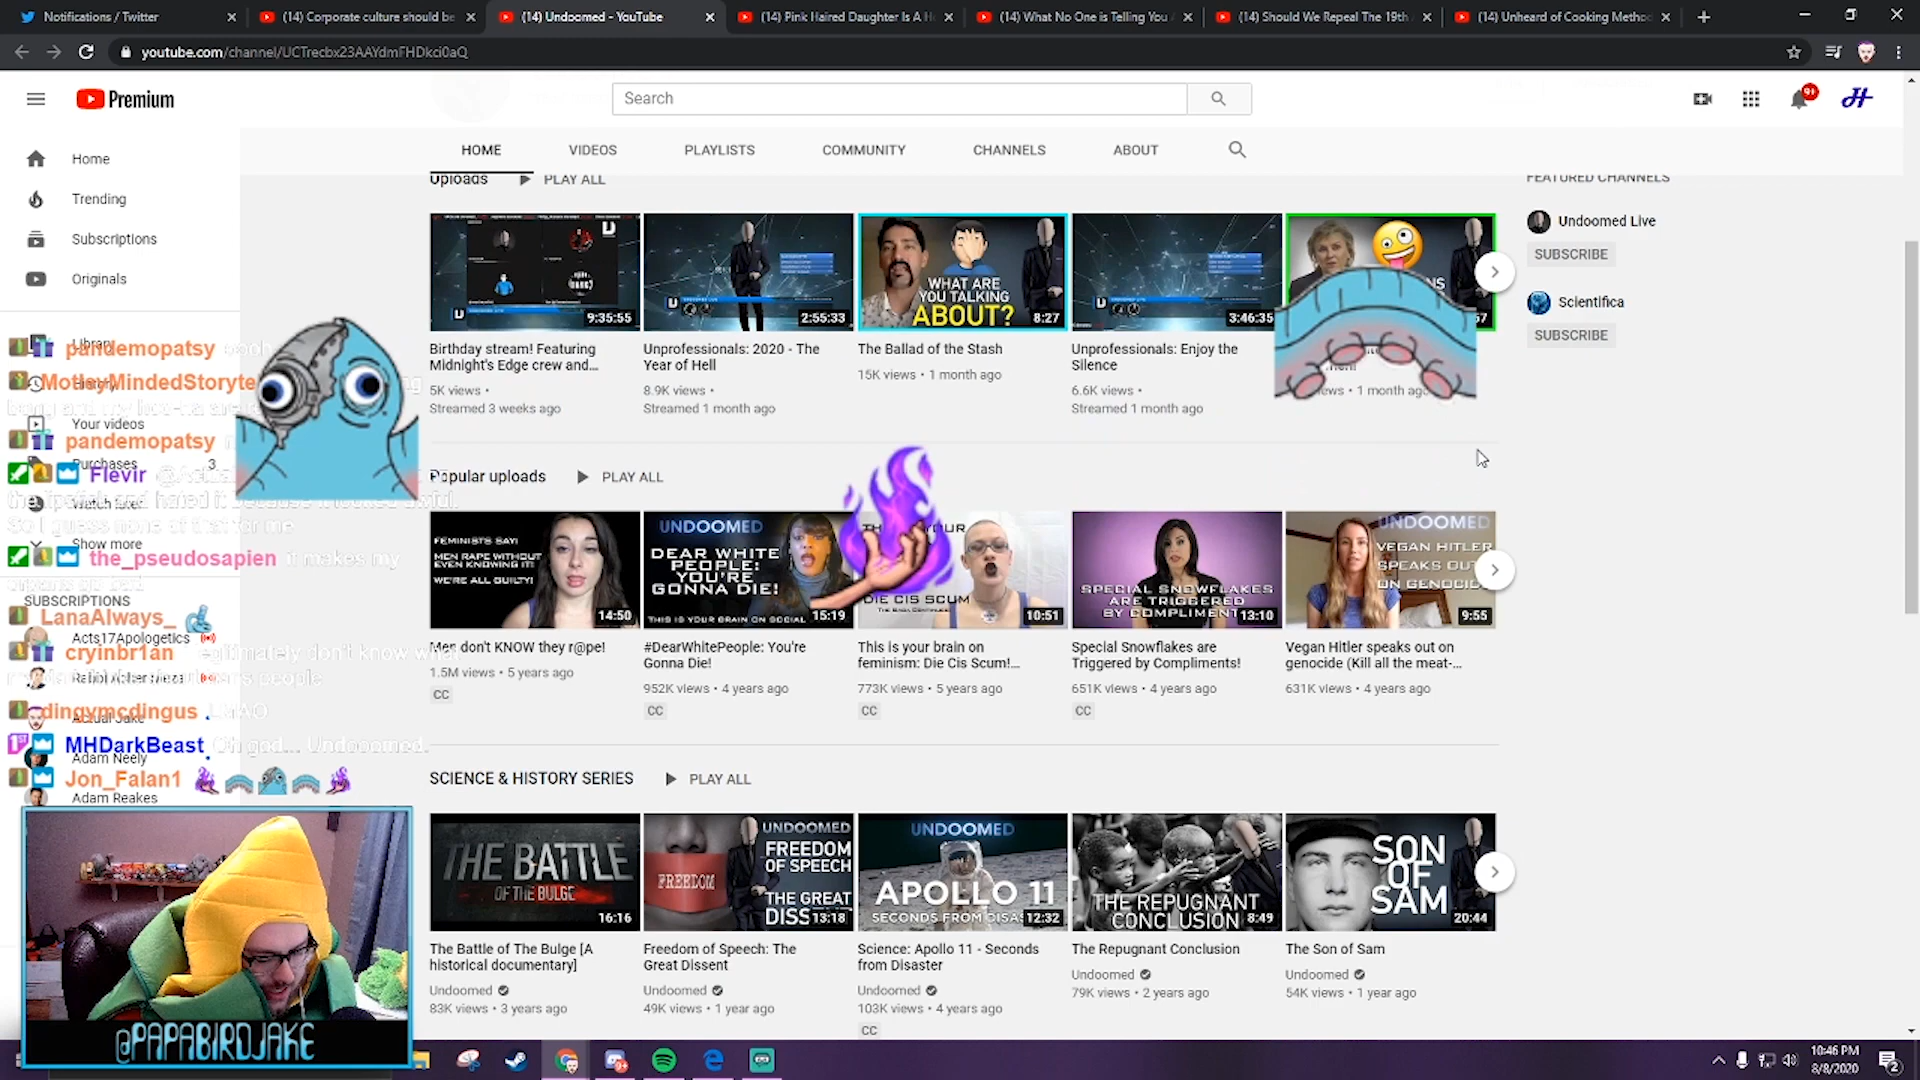 Notifications / Twitter
(14) Corporate culture should be
(14) Undoomed - YouTube
(14) Pink Haired Daughter Is A H
(14) What No One is Telling You
(14) Should We Repeal The 19th
(14) Unheard of Cooking Metho
youtube.com/channel/UCTrecbx23AAYdmFHDkci0aQ
Premium
Search
9+
HOME
VIDEOS
PLAYLISTS
COMMUNITY
CHANNELS
ABOUT
Home
Trending
Subscriptions
Originals
Your videos
Purchases
3
Watch later
Show more
SUBSCRIPTIONS
Acts17Apologetics
Actual Jake
Adam Neely
Adam Reakes
pandemopatsy
MotleyMindedStoryte
pandemopatsy
Flevir
the_pseudosapien it makes my
LanaAlways_
cryinbr1an legitimately don't know what
dingymcdingus LMAO
MHDarkBeast Oh god... Undooomed.
Jon_Falan1
@PAPABIRDJAKE
Uploads
PLAY ALL
9:35:55
Birthday stream! Featuring
Midnight's Edge crew and...
5K views •
Streamed 3 weeks ago
2:55:33
Unprofessionals: 2020 - The
Year of Hell
8.9K views •
Streamed 1 month ago
WHAT ARE
YOU TALKING
ABOUT?
8:27
The Ballad of the Stash
15K views • 1 month ago
3:46:35
Unprofessionals: Enjoy the
Silence
6.6K views •
Streamed 1 month ago
• 1 month ago
FEATURED CHANNELS
Undoomed Live
SUBSCRIBE
Scientifica
SUBSCRIBE
Popular uploads
PLAY ALL
FEMINISTS SAY:
MEN RAPE WITHOUT
EVEN KNOWING IT!
WE'RE ALL GUILTY!
14:50
Men don't KNOW they r@pe!
1.5M views • 5 years ago
CC
UNDOOMED
DEAR WHITE
PEOPLE:
YOU'RE
GONNA DIE!
THIS IS YOUR BRAIN ON SOCIAL
15:19
#DearWhitePeople: You're
Gonna Die!
952K views • 4 years ago
CC
DIE CIS SCUM
THE SAGA CONTINUES
10:51
This is your brain on
feminism: Die Cis Scum!...
773K views • 5 years ago
CC
SPECIAL SNOWFLAKES
ARE TRIGGERED
BY COMPLIMENT
13:10
Special Snowflakes are
Triggered by Compliments!
651K views • 4 years ago
CC
UNDOOMED
VEGAN HITLER
SPEAKS OUT
ON GENOCIDE
9:55
Vegan Hitler speaks out on
genocide (Kill all the meat-...
631K views • 4 years ago
SCIENCE & HISTORY SERIES
PLAY ALL
THE BATTLE
OF THE BULGE
16:16
The Battle of The Bulge [A
historical documentary]
Undoomed
83K views • 3 years ago
UNDOOMED
FREEDOM
OF SPEECH
THE GREAT
DISS
FREEDOM
13:18
Freedom of Speech: The
Great Dissent
Undoomed
49K views • 1 year ago
UNDOOMED
APOLLO 11
SECONDS FROM DISAS
12:32
Science: Apollo 11 - Seconds
from Disaster
Undoomed
103K views • 4 years ago
CC
THE REPUGNANT
CONCLUSION
8:49
The Repugnant Conclusion
Undoomed
79K views • 2 years ago
SON
OF
SAM
20:44
The Son of Sam
Undoomed
54K views • 1 year ago
10:46 PM
8/8/2020
2